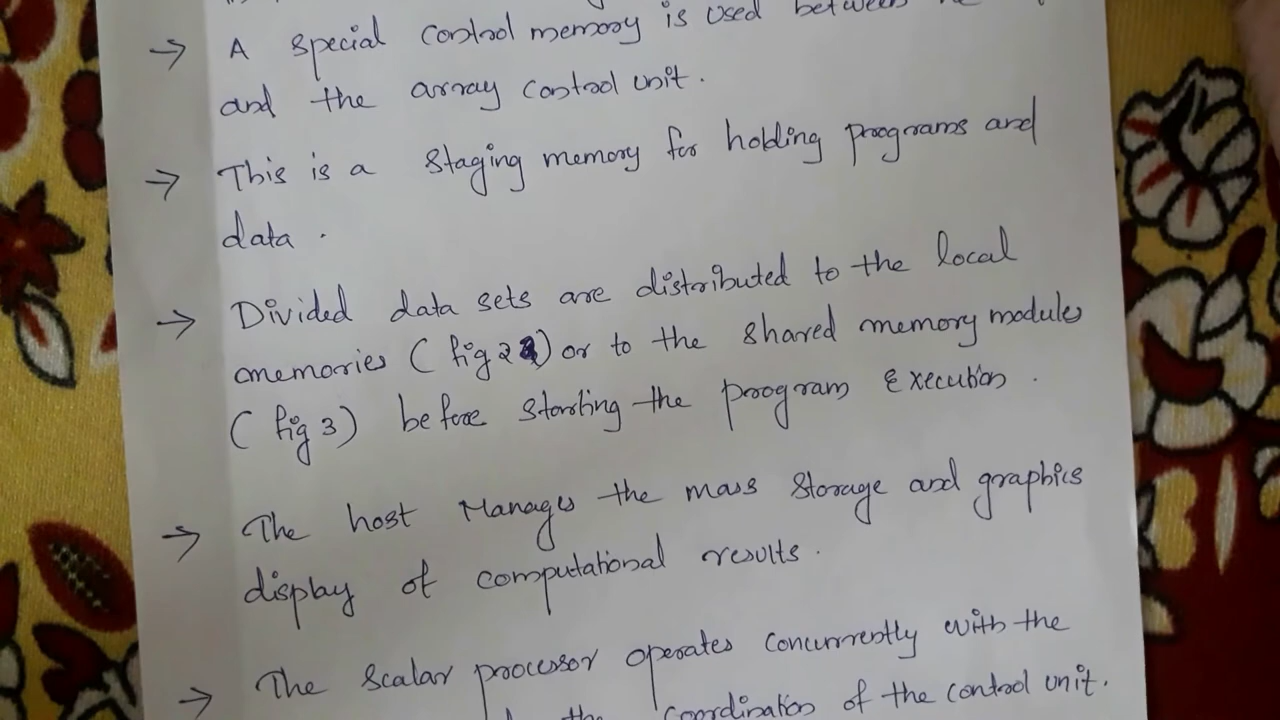 → A special control memory is used between
and the array control unit.
→ This is a staging memory for holding programs and
data.
→ Divided data sets are distributed to the local
memories (fig 2) or to the shared memory modules
(fig 3) before starting the program execution.
→ The host Manages the mass storage and graphics
display of computational results.
→ The scalar processor operates concurrently with the
the coordination of the control unit.